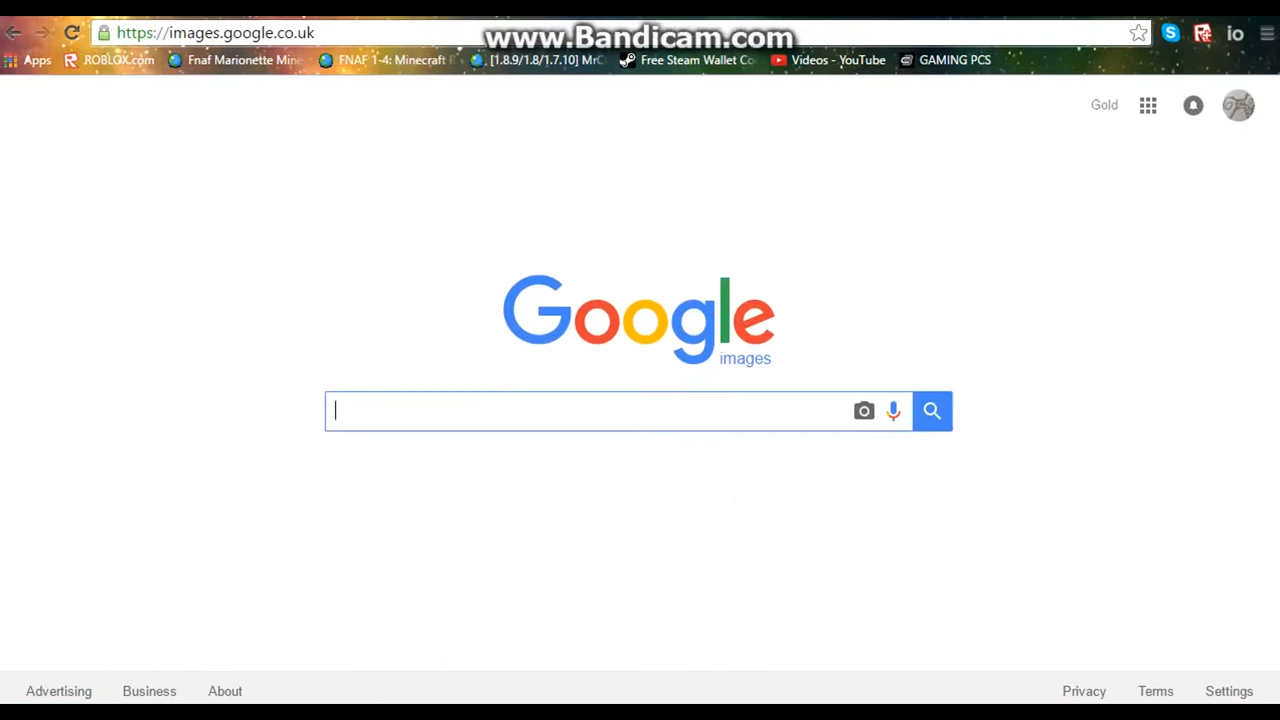 https://images.google.co.uk
www.Bandicam.com
io
Apps ROBLOX.com Fnaf Marionette Mine FNAF 1-4: Minecraft R [1.8.9/1.8/1.7.10] MrC Free Steam Wallet Co Videos - YouTube GAMING PCS
Gold
Google
images
Advertising Business About Privacy Terms Settings